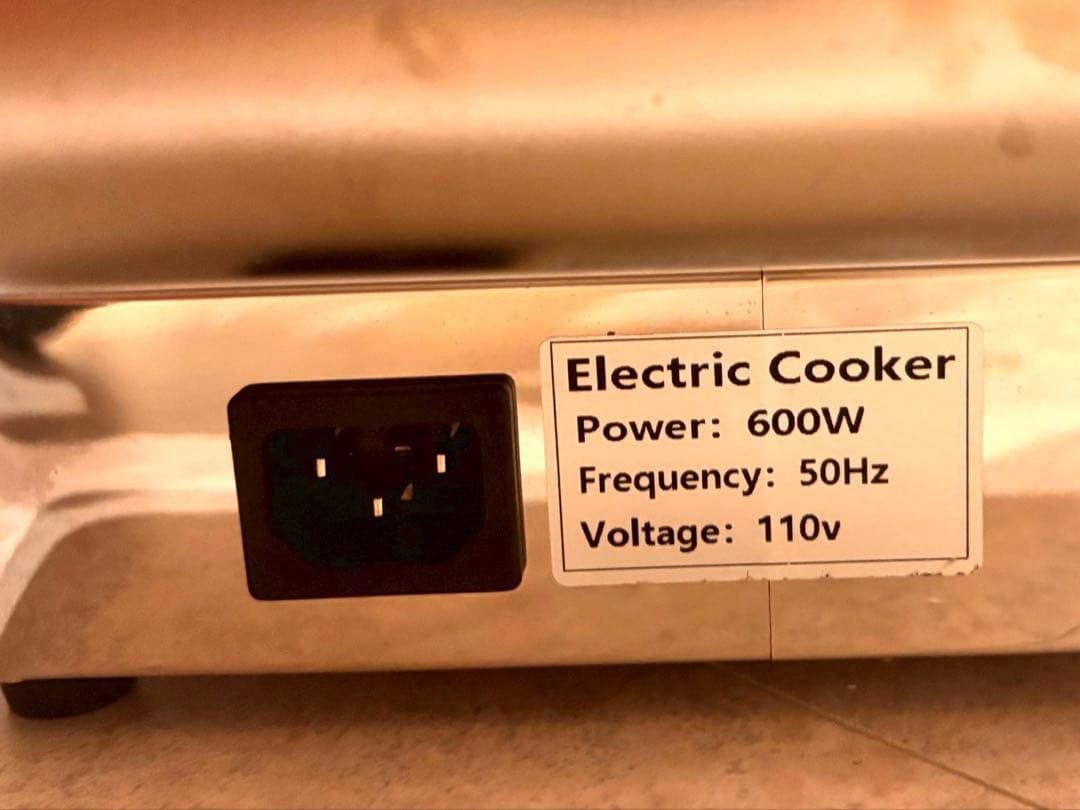 Electric Cooker
Power: 600W
Frequency: 50Hz
Voltage: 110v